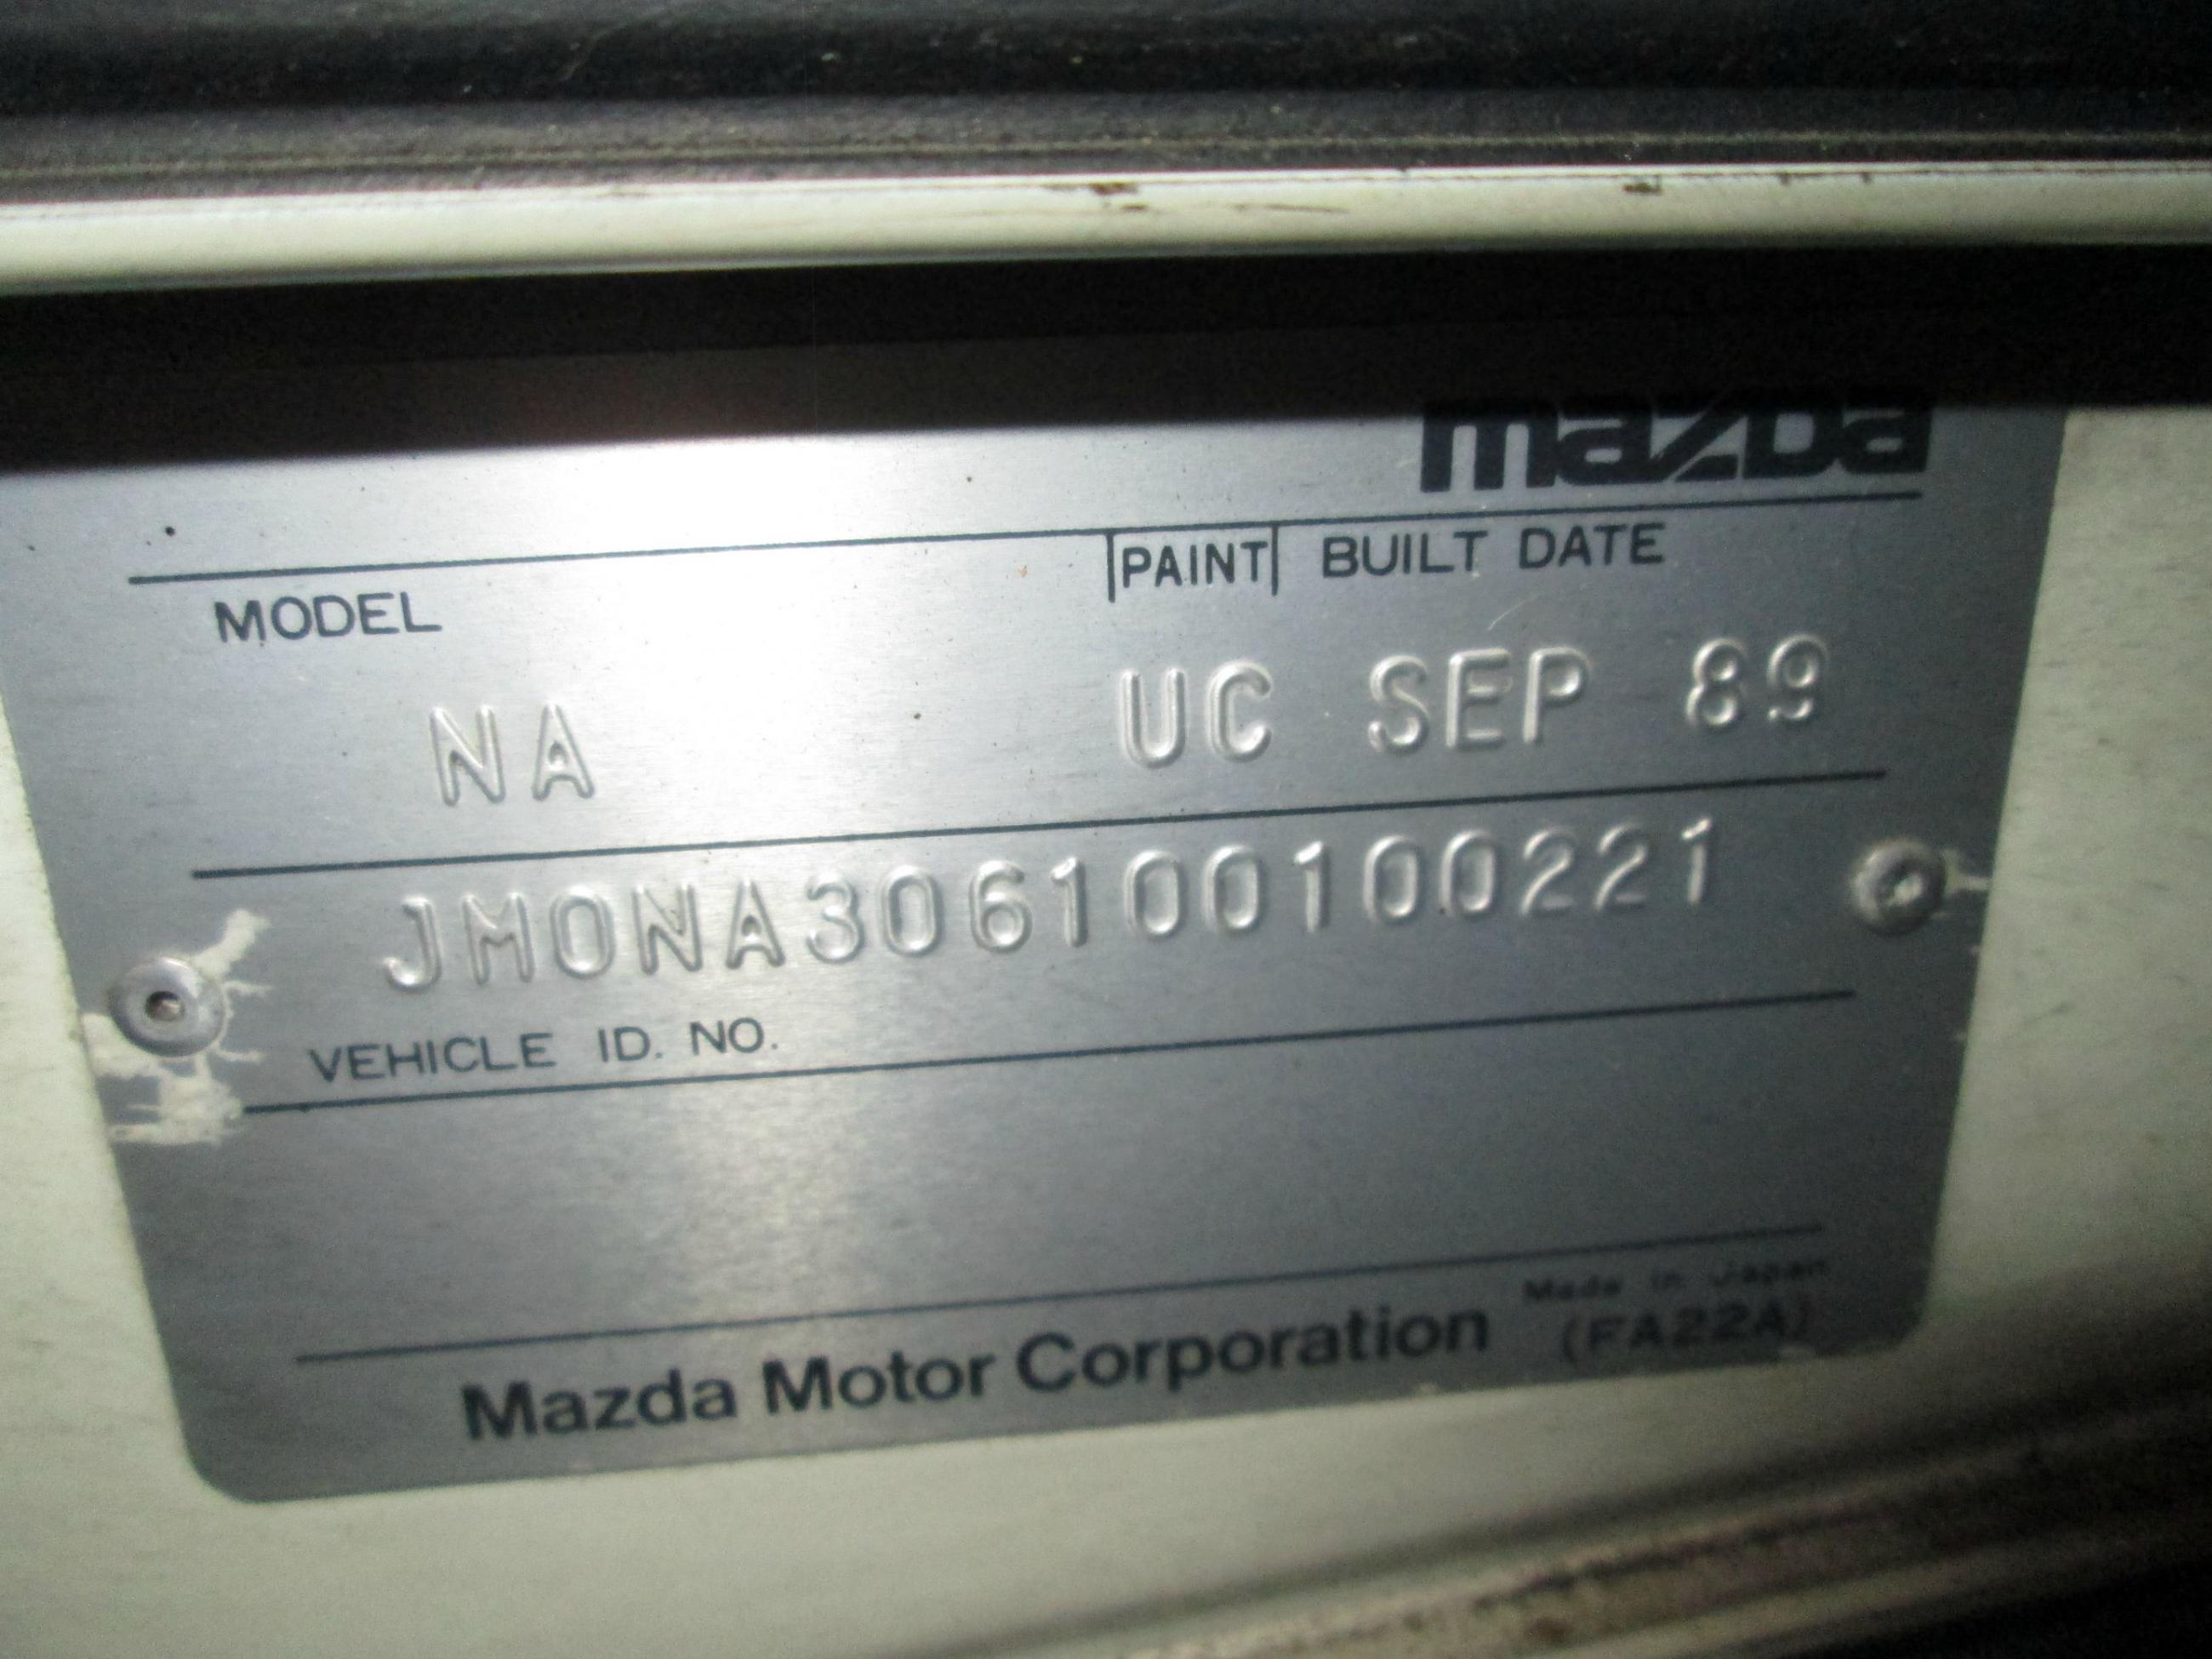 mazda
MODEL PAINT BUILT DATE
NA UC SEP 89
JM0NA306100100221
VEHICLE ID. NO.
Made in Japan
Mazda Motor Corporation (FA22A)